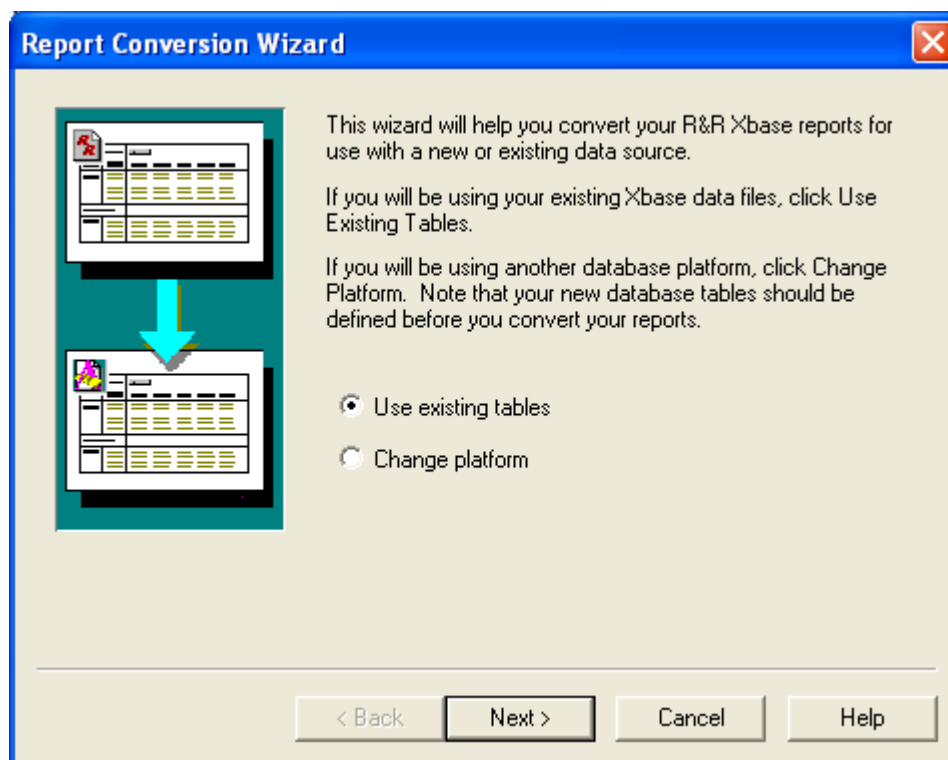 Report Conversion Wizard
This wizard will help you convert your R&R Xbase reports for
use with a new or existing data source.
If you will be using your existing Xbase data files, click Use
Existing Tables.
If you will be using another database platform, click Change
Platform.  Note that your new database tables should be
defined before you convert your reports.
Use existing tables
Change platform
< Back
Next >
Cancel
Help